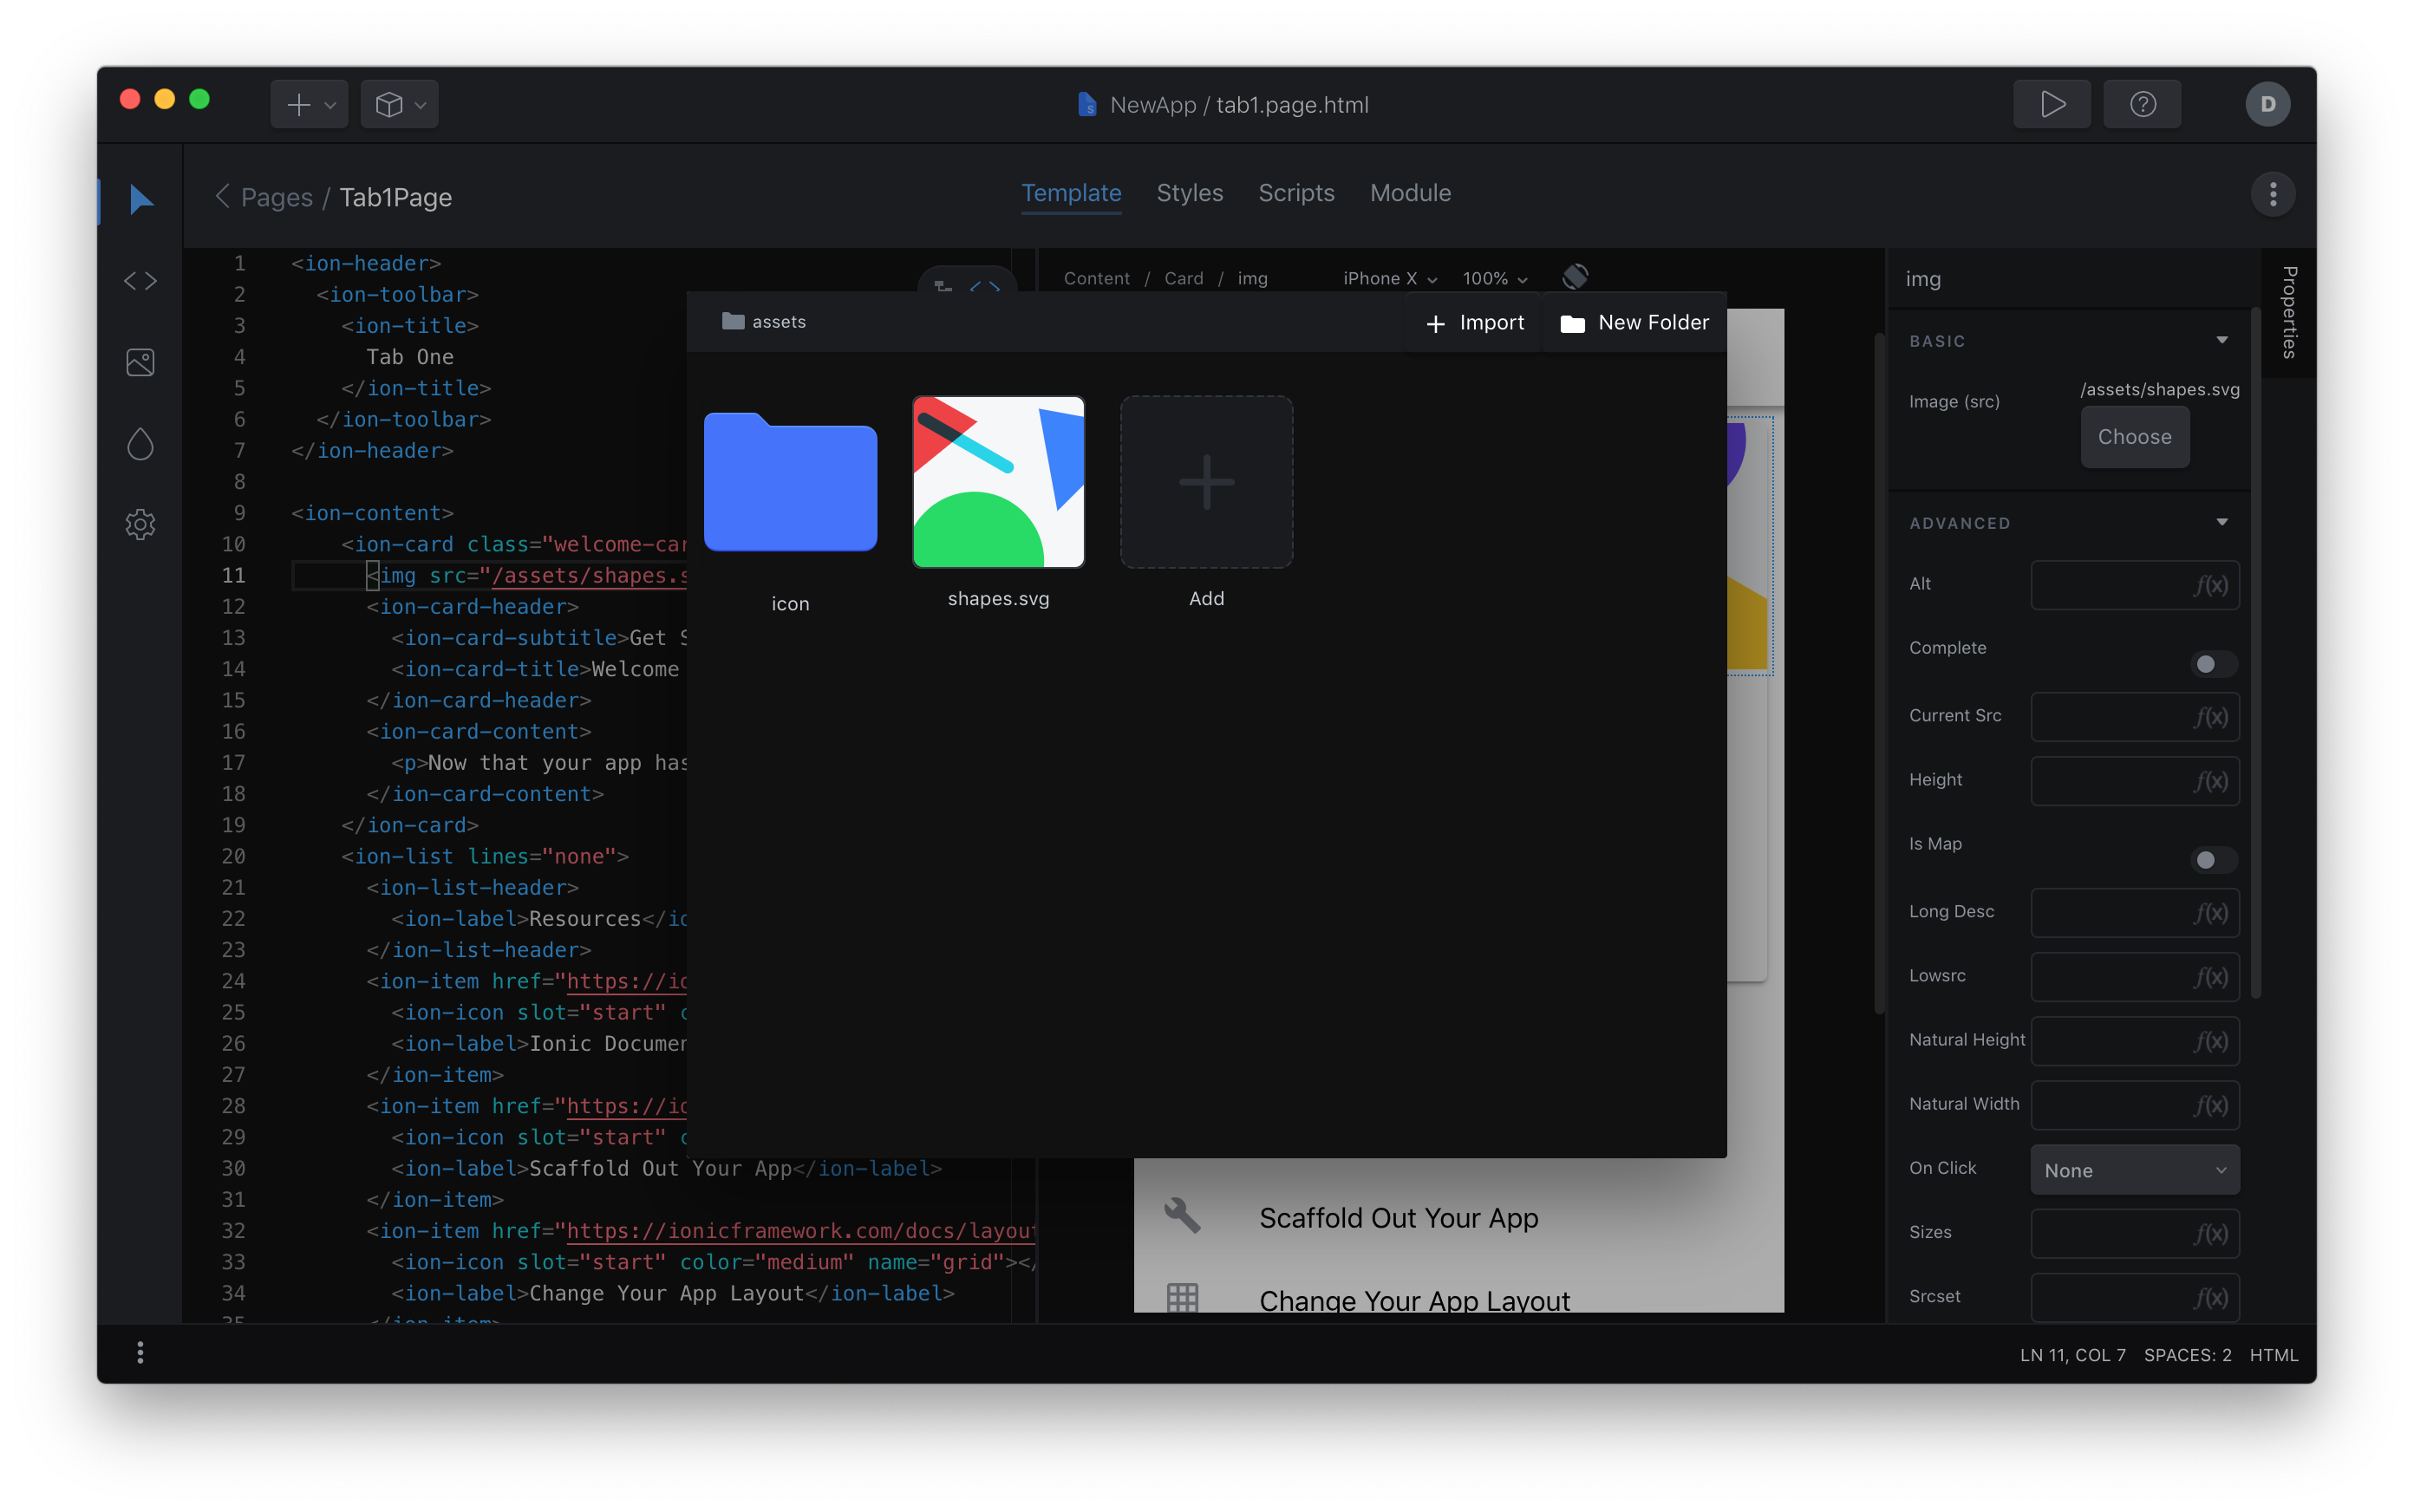 NewApp / tab1.page.html
D
Pages / Tab1Page
Template
Styles
Scripts
Module
1 <ion-header>
2 <ion-toolbar>
3 <ion-title>
4 Tab One
5 </ion-title>
6 </ion-toolbar>
7 </ion-header>
8
9 <ion-content>
10 <ion-card class="welcome-car
11 <img src="/assets/shapes.s
12 <ion-card-header>
13 <ion-card-subtitle>Get S
14 <ion-card-title>Welcome
15 </ion-card-header>
16 <ion-card-content>
17 <p>Now that your app has
18 </ion-card-content>
19 </ion-card>
20 <ion-list lines="none">
21 <ion-list-header>
22 <ion-label>Resources</io
23 </ion-list-header>
24 <ion-item href="https://io
25 <ion-icon slot="start" c
26 <ion-label>Ionic Documen
27 </ion-item>
28 <ion-item href="https://io
29 <ion-icon slot="start" c
30 <ion-label>Scaffold Out Your App</ion-label>
31 </ion-item>
32 <ion-item href="https://ionicframework.com/docs/layout
33 <ion-icon slot="start" color="medium" name="grid"></
34 <ion-label>Change Your App Layout</ion-label>
35 </ion-item>
Content / Card / img
iPhone X
100%
assets
Import
New Folder
icon
shapes.svg
Add
Scaffold Out Your App
Change Your App Layout
img
Properties
BASIC
Image (src)
/assets/shapes.svg
Choose
ADVANCED
Alt
f(x)
Complete
Current Src
f(x)
Height
f(x)
Is Map
Long Desc
f(x)
Lowsrc
f(x)
Natural Height
f(x)
Natural Width
f(x)
On Click
None
Sizes
f(x)
Srcset
f(x)
LN 11, COL 7
SPACES: 2
HTML